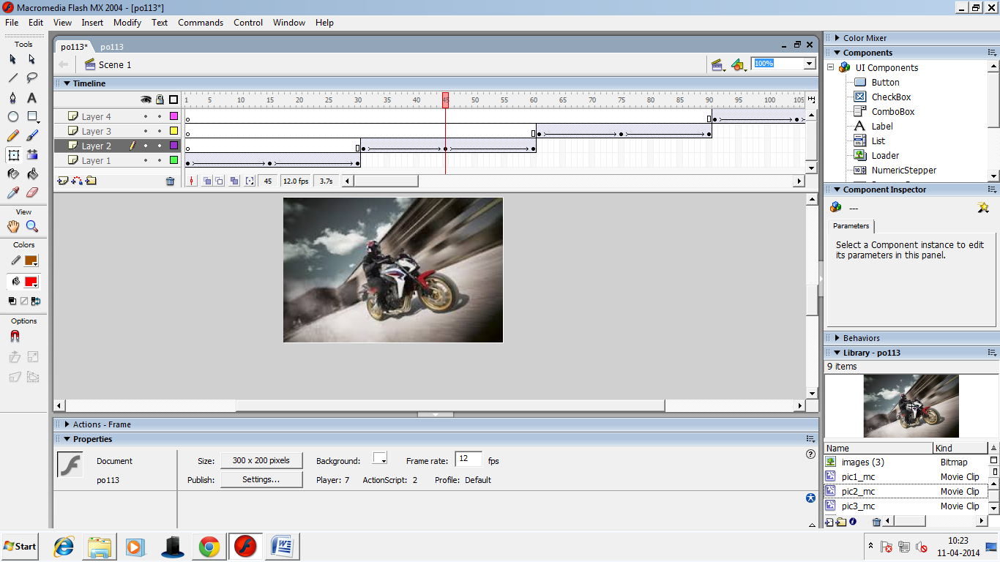 Macromedia Flash MX 2004 - [po113*]
File Edit View Insert Modify Text Commands Control Window Help
Tools
View
Colors
Options
po113* po113
Scene 1
100%
Timeline
1 5 10 15 20 25 30 35 40 45 50 55 60 65 70 75 80 85 90 95 100 105
Layer 4
Layer 3
Layer 2
Layer 1
45 12.0 fps 3.7s
Actions - Frame
Properties
Document
po113
Size: 300 x 200 pixels Background: Frame rate: 12 fps
Publish: Settings... Player: 7 ActionScript: 2 Profile: Default
Color Mixer
Components
UI Components
Button
CheckBox
ComboBox
Label
List
Loader
NumericStepper
Component Inspector
---
Parameters
Select a Component instance to edit
its parameters in this panel.
Behaviors
Library - po113
9 items
Name Kind
images (3) Bitmap
pic1_mc Movie Clip
pic2_mc Movie Clip
pic3_mc Movie Clip
Start
10:23
11-04-2014